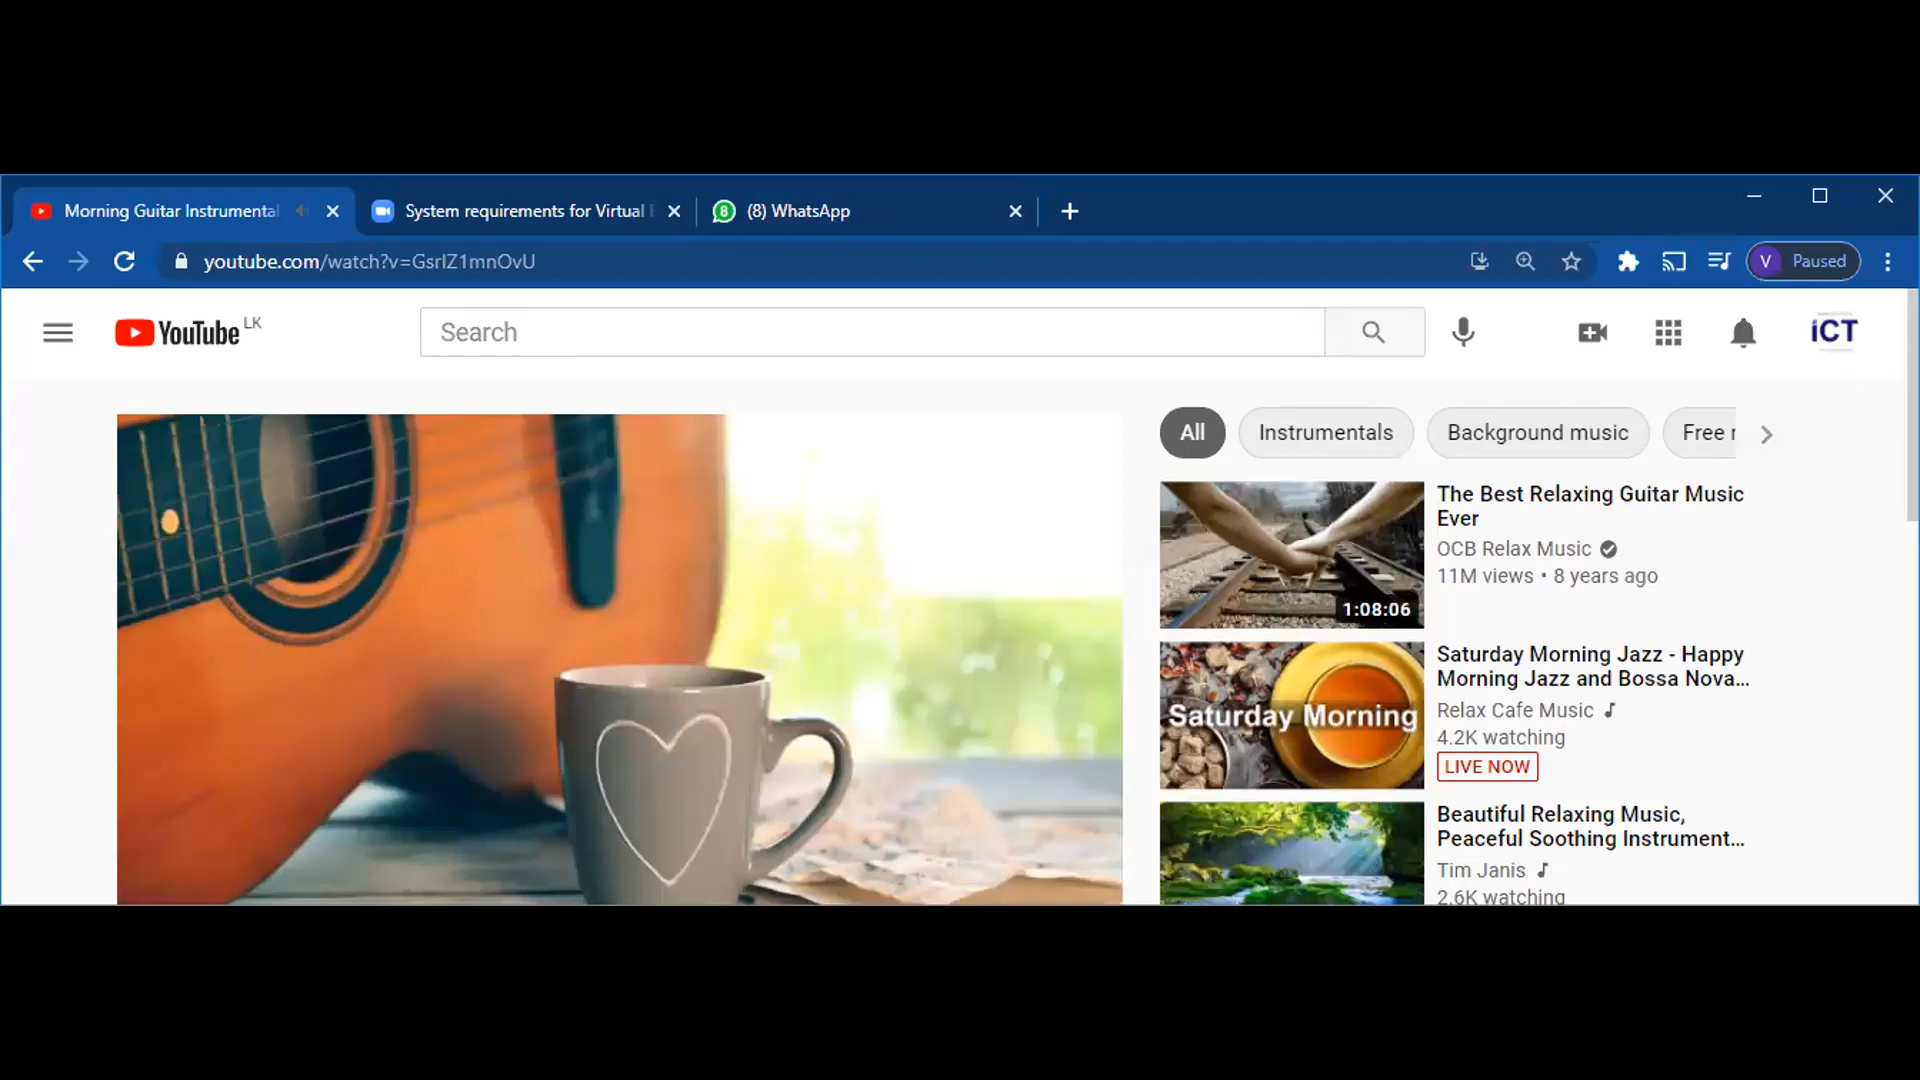 Morning Guitar Instrumental
System requirements for Virtual
8
(8) WhatsApp
youtube.com/watch?v=GsrIZ1mnOvU
V
Paused
YouTube LK
Search
iCT
All
Instrumentals
Background music
Free
The Best Relaxing Guitar Music
Ever
OCB Relax Music
11M views • 8 years ago
1:08:06
Saturday Morning Jazz - Happy
Morning Jazz and Bossa Nova...
Saturday Morning
Relax Cafe Music
4.2K watching
LIVE NOW
Beautiful Relaxing Music,
Peaceful Soothing Instrument...
Tim Janis
2.6K watching